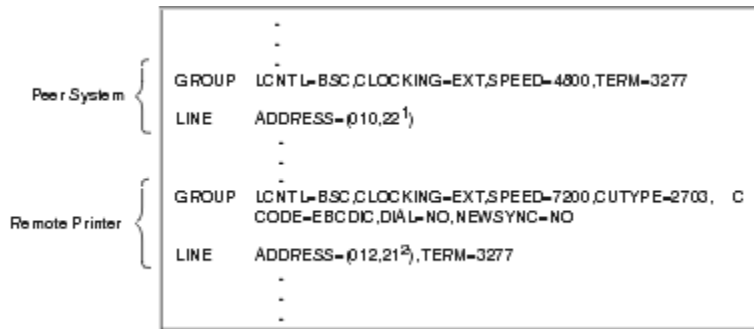 GROUP LCNTL=BSC,CLOCKING=EXT,SPEED=4800,TERM=3277
Peer System
LINE ADDRESS=(010,22¹)
GROUP LCNTL=BSC,CLOCKING=EXT,SPEED=7200,CUTYPE=2703, C
CODE=EBCDIC,DIAL=NO,NEWSYNC=NO
Remote Printer
LINE ADDRESS=(012,21²),TERM=3277